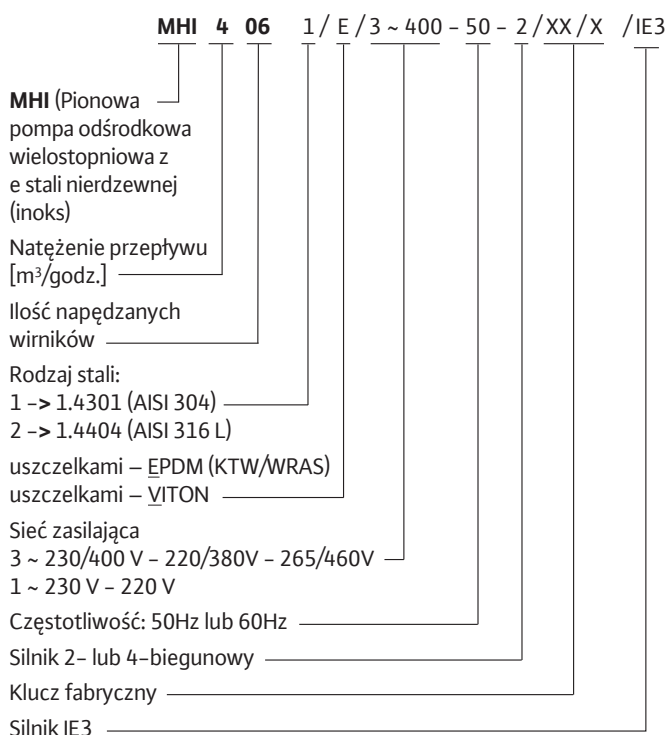 MHI 4 06 1 / E / 3 ~ 400 – 50 – 2 / XX / X / IE3
MHI (Pionowa
pompa odśrodkowa
wielostopniowa z
e stali nierdzewnej
(inoks)
Natężenie przepływu
[m³/godz.]
Ilość napędzanych
wirników
Rodzaj stali:
1 –> 1.4301 (AISI 304)
2 –> 1.4404 (AISI 316 L)
uszczelkami – EPDM (KTW/WRAS)
uszczelkami – VITON
Sieć zasilająca
3 ~ 230/400 V – 220/380V – 265/460V
1 ~ 230 V – 220 V
Częstotliwość: 50Hz lub 60Hz
Silnik 2– lub 4–biegunowy
Klucz fabryczny
Silnik IE3